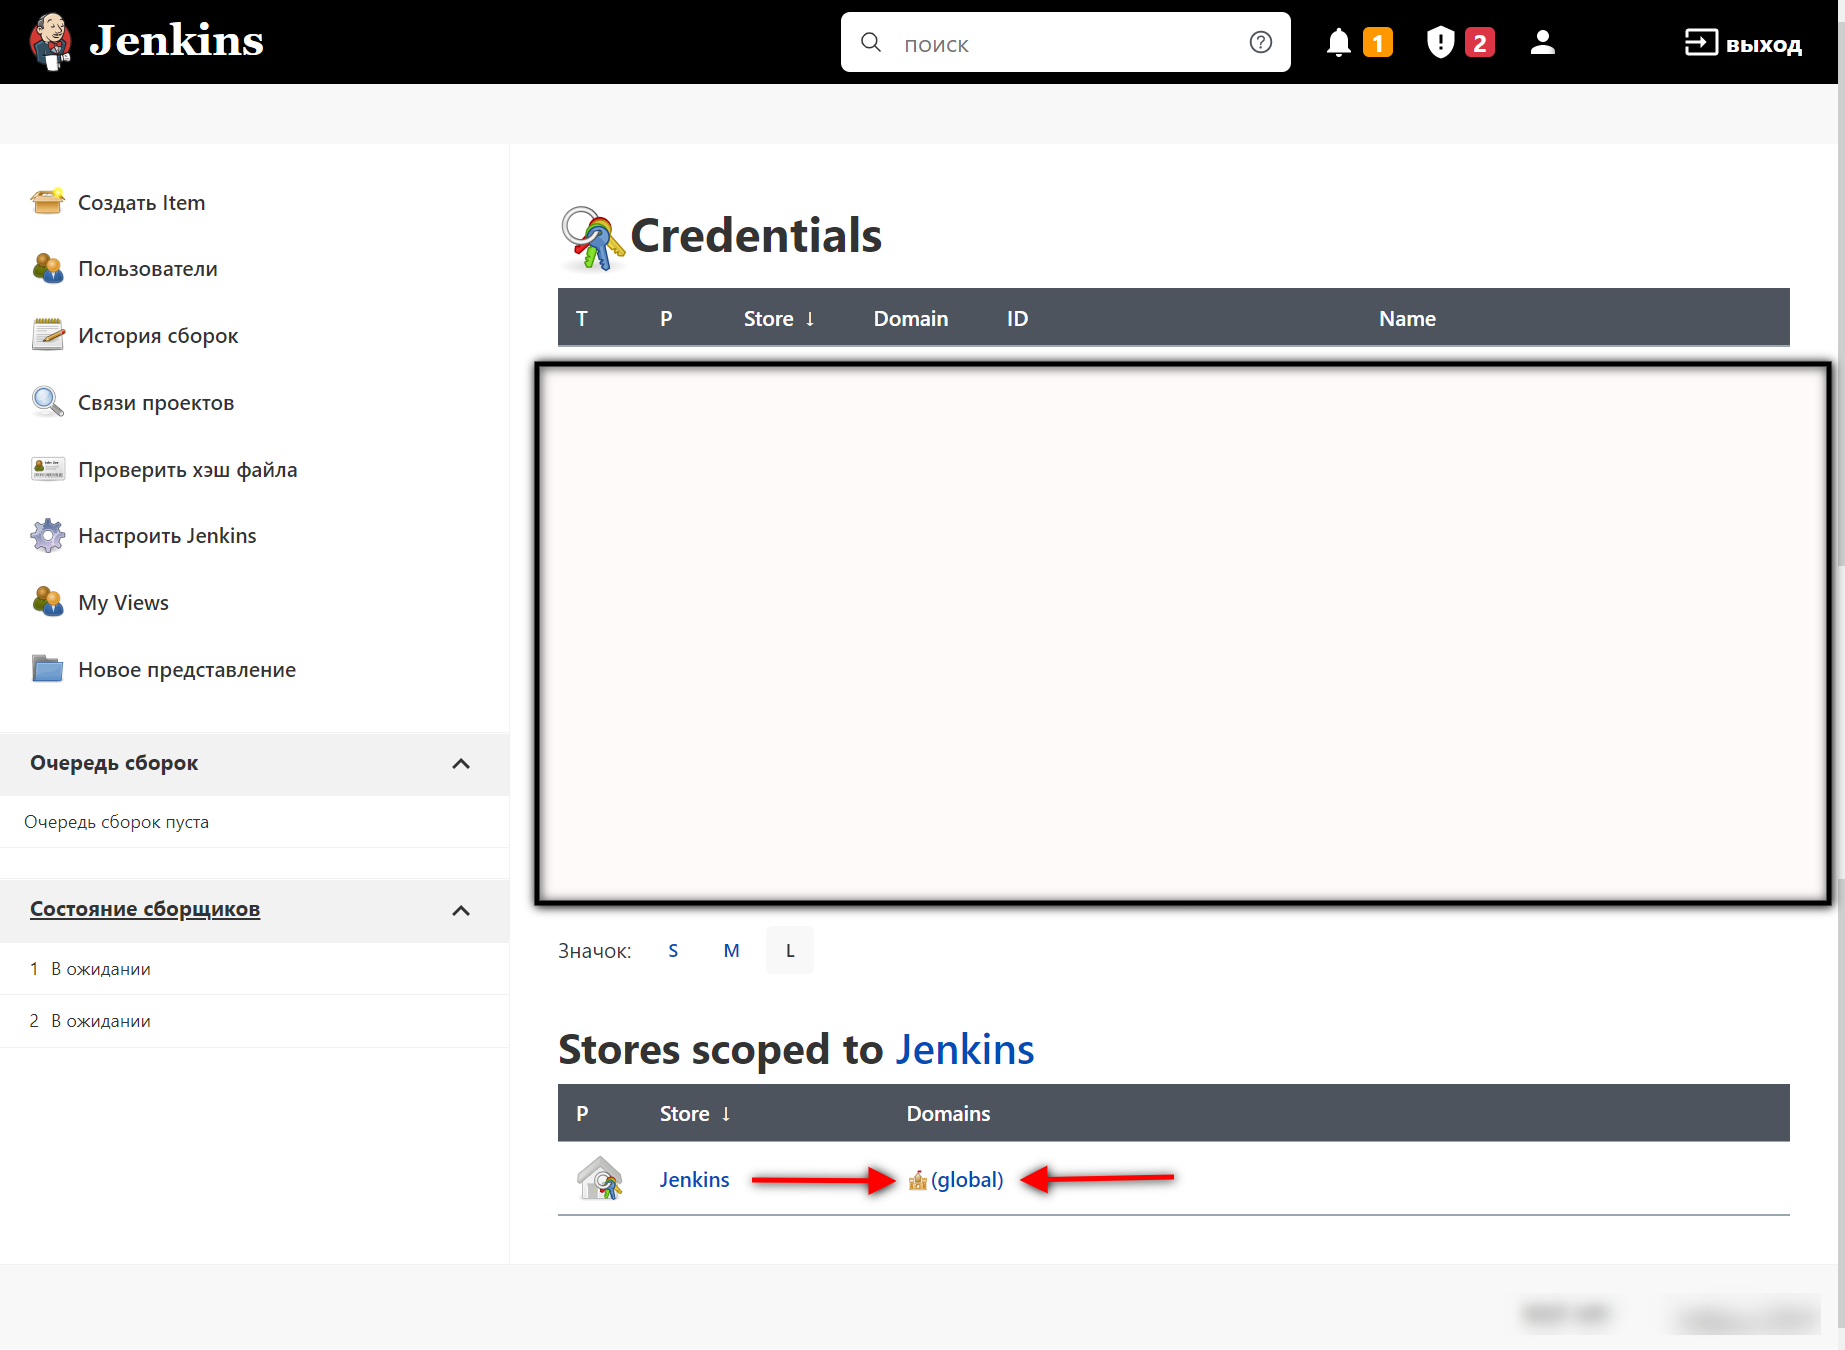 Jenkins
поиск
1
2
выход
Создать Item
Пользователи
История сборок
Связи проектов
Проверить хэш файла
Настроить Jenkins
My Views
Новое представление
Очередь сборок
Очередь сборок пуста
Состояние сборщиков
1 В ожидании
2 В ожидании
Credentials
T P Store ↓ Domain ID Name
Значок: S M L
Stores scoped to Jenkins
P Store ↓ Domains
Jenkins (global)